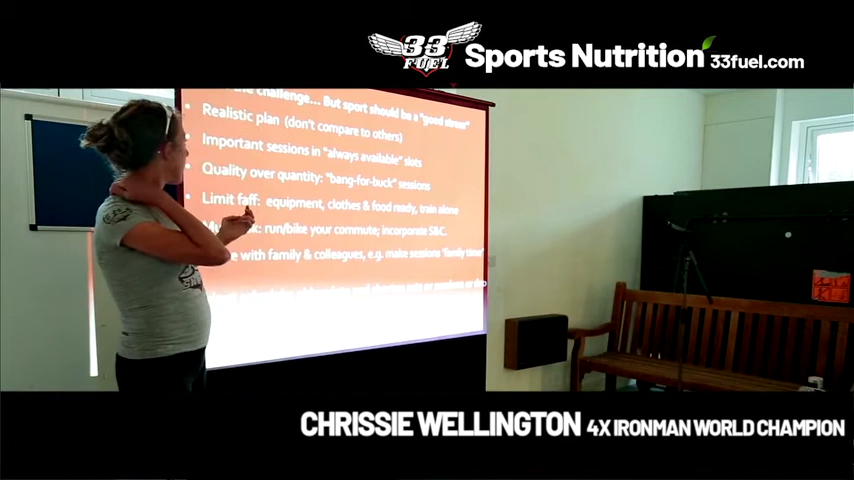 33
FUEL
Sports Nutrition 33fuel.com
the challenge... But sport should be a "good stress"
• Realistic plan (don't compare to others)
• Important sessions in "always available" slots
• Quality over quantity: "bang-for-buck" sessions
• Limit faff: equipment, clothes & food ready, train alone
run/bike your commute; incorporate S&C.
with family & colleagues, e.g. make sessions "family time"
CHRISSIE WELLINGTON 4X IRONMAN WORLD CHAMPION